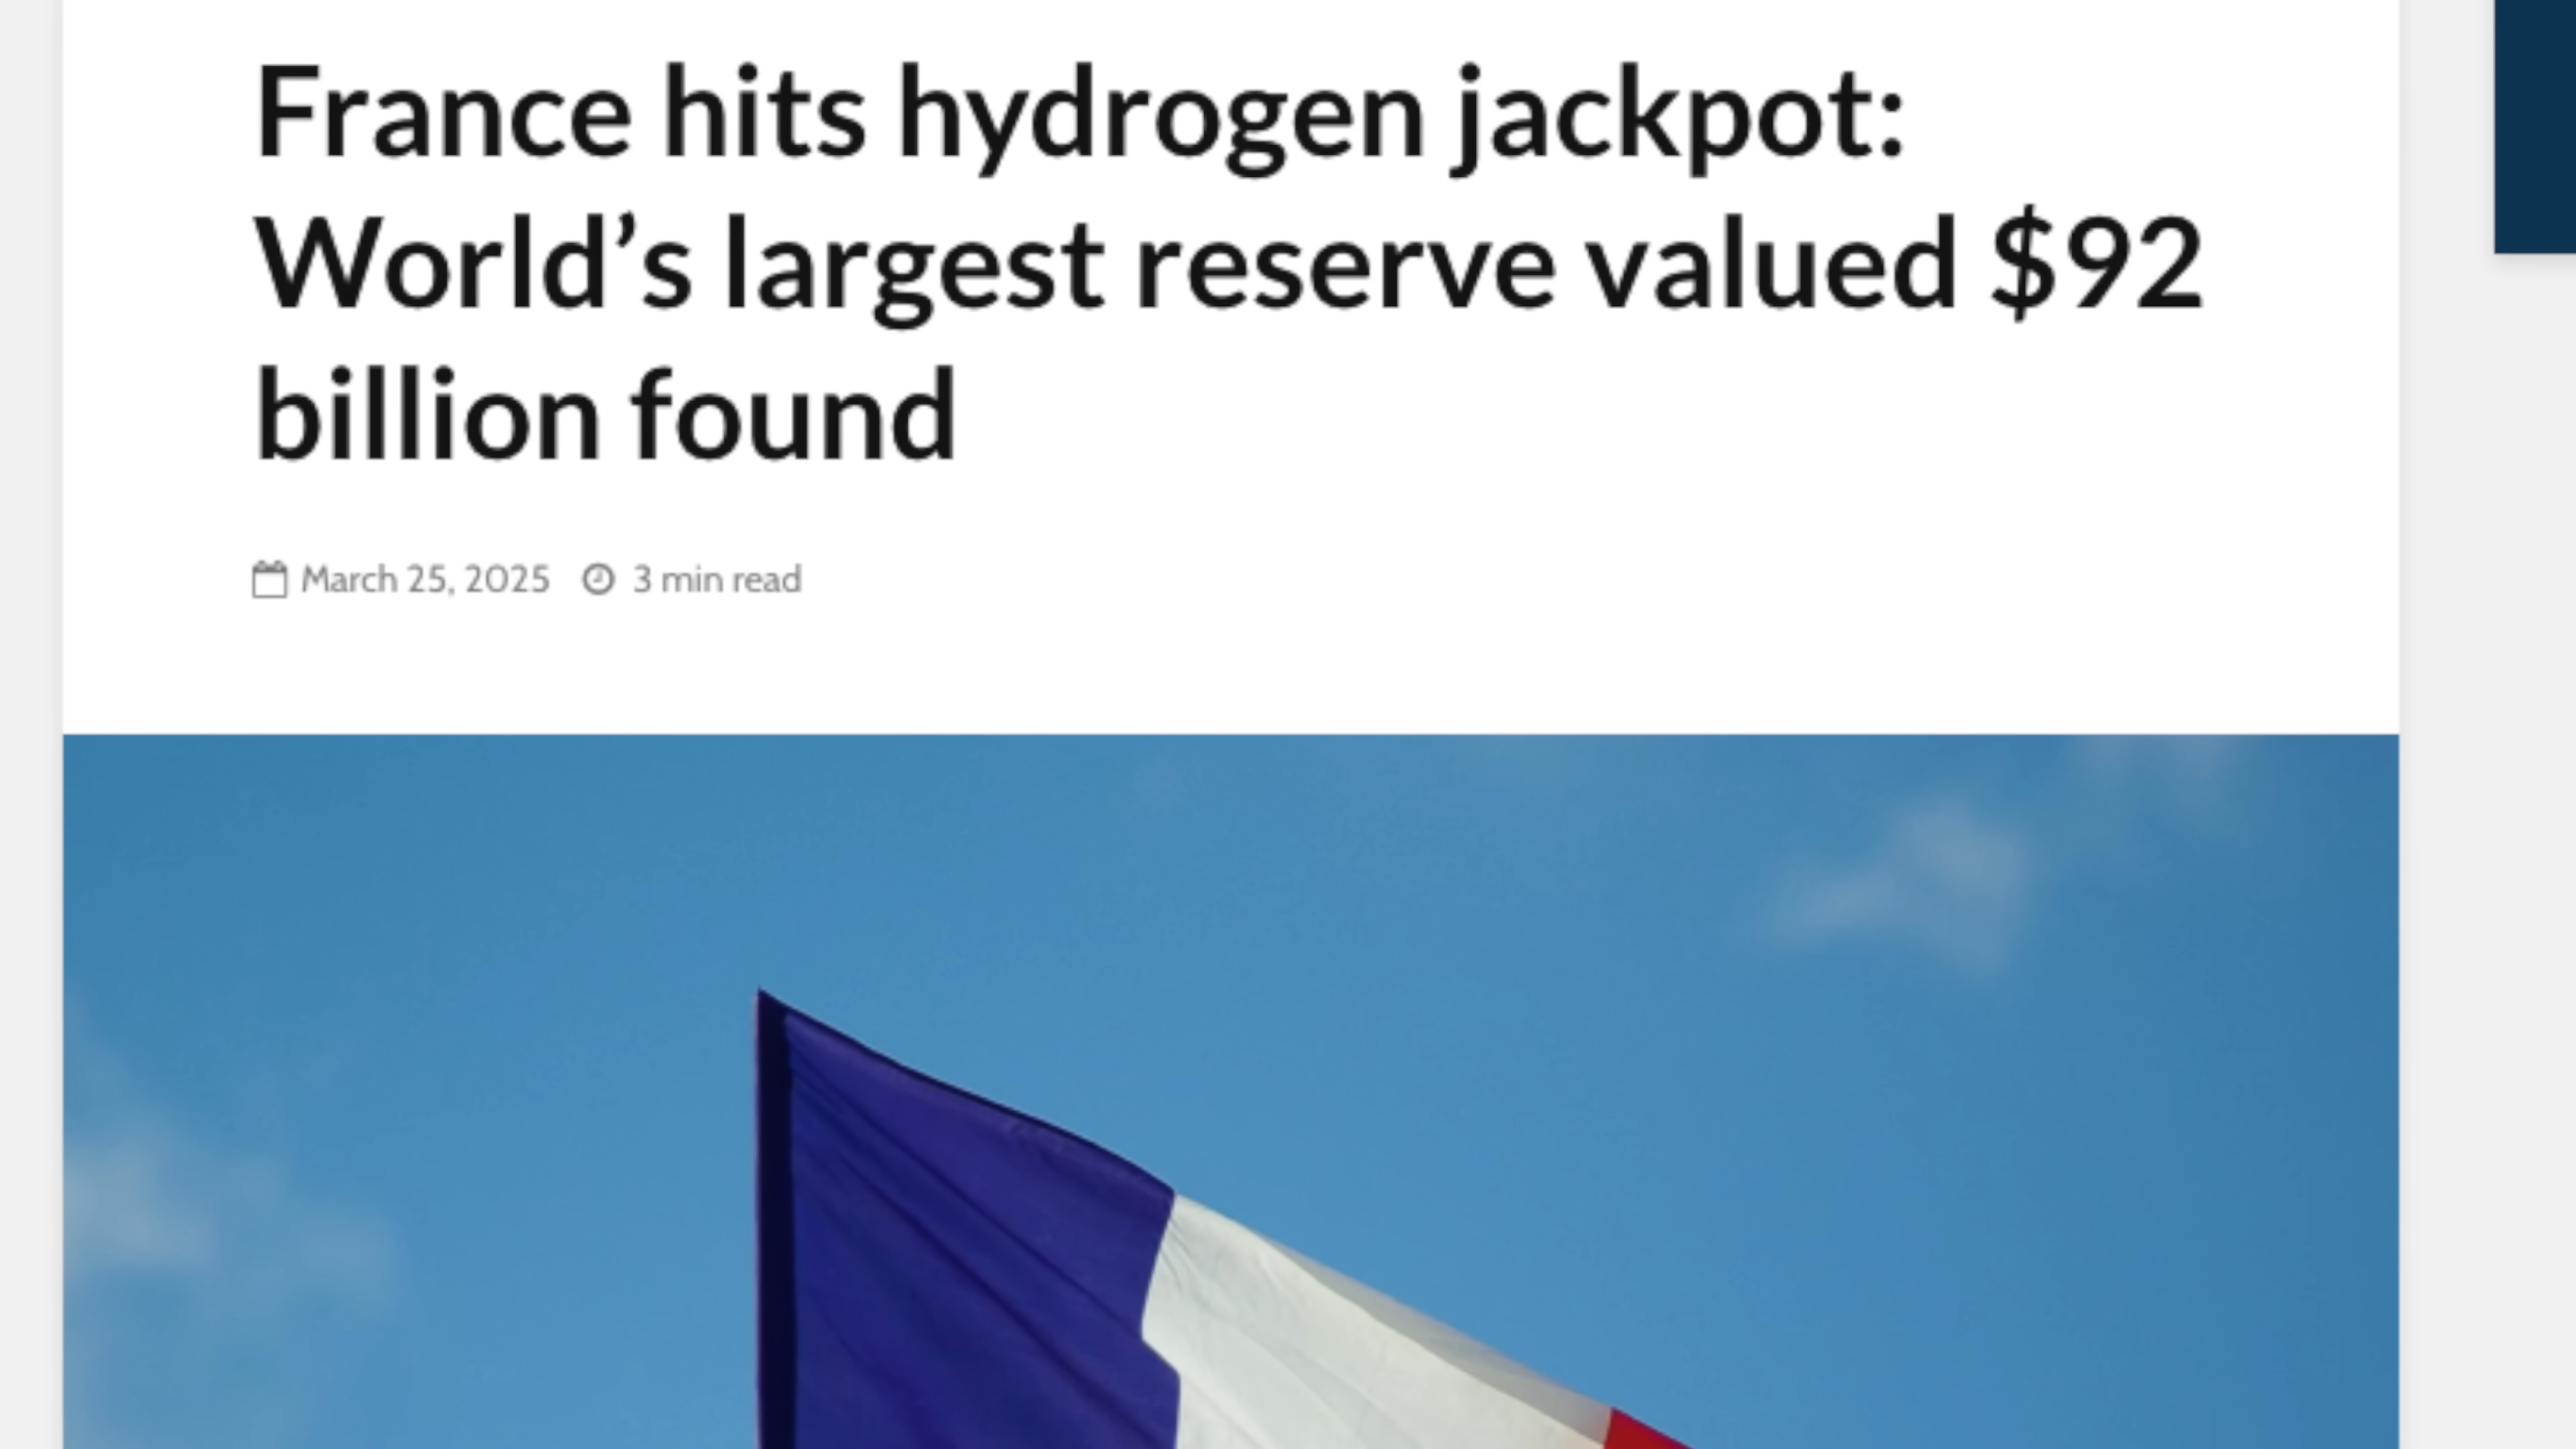 France hits hydrogen jackpot:
World’s largest reserve valued $92
billion found
March 25, 2025 3 min read